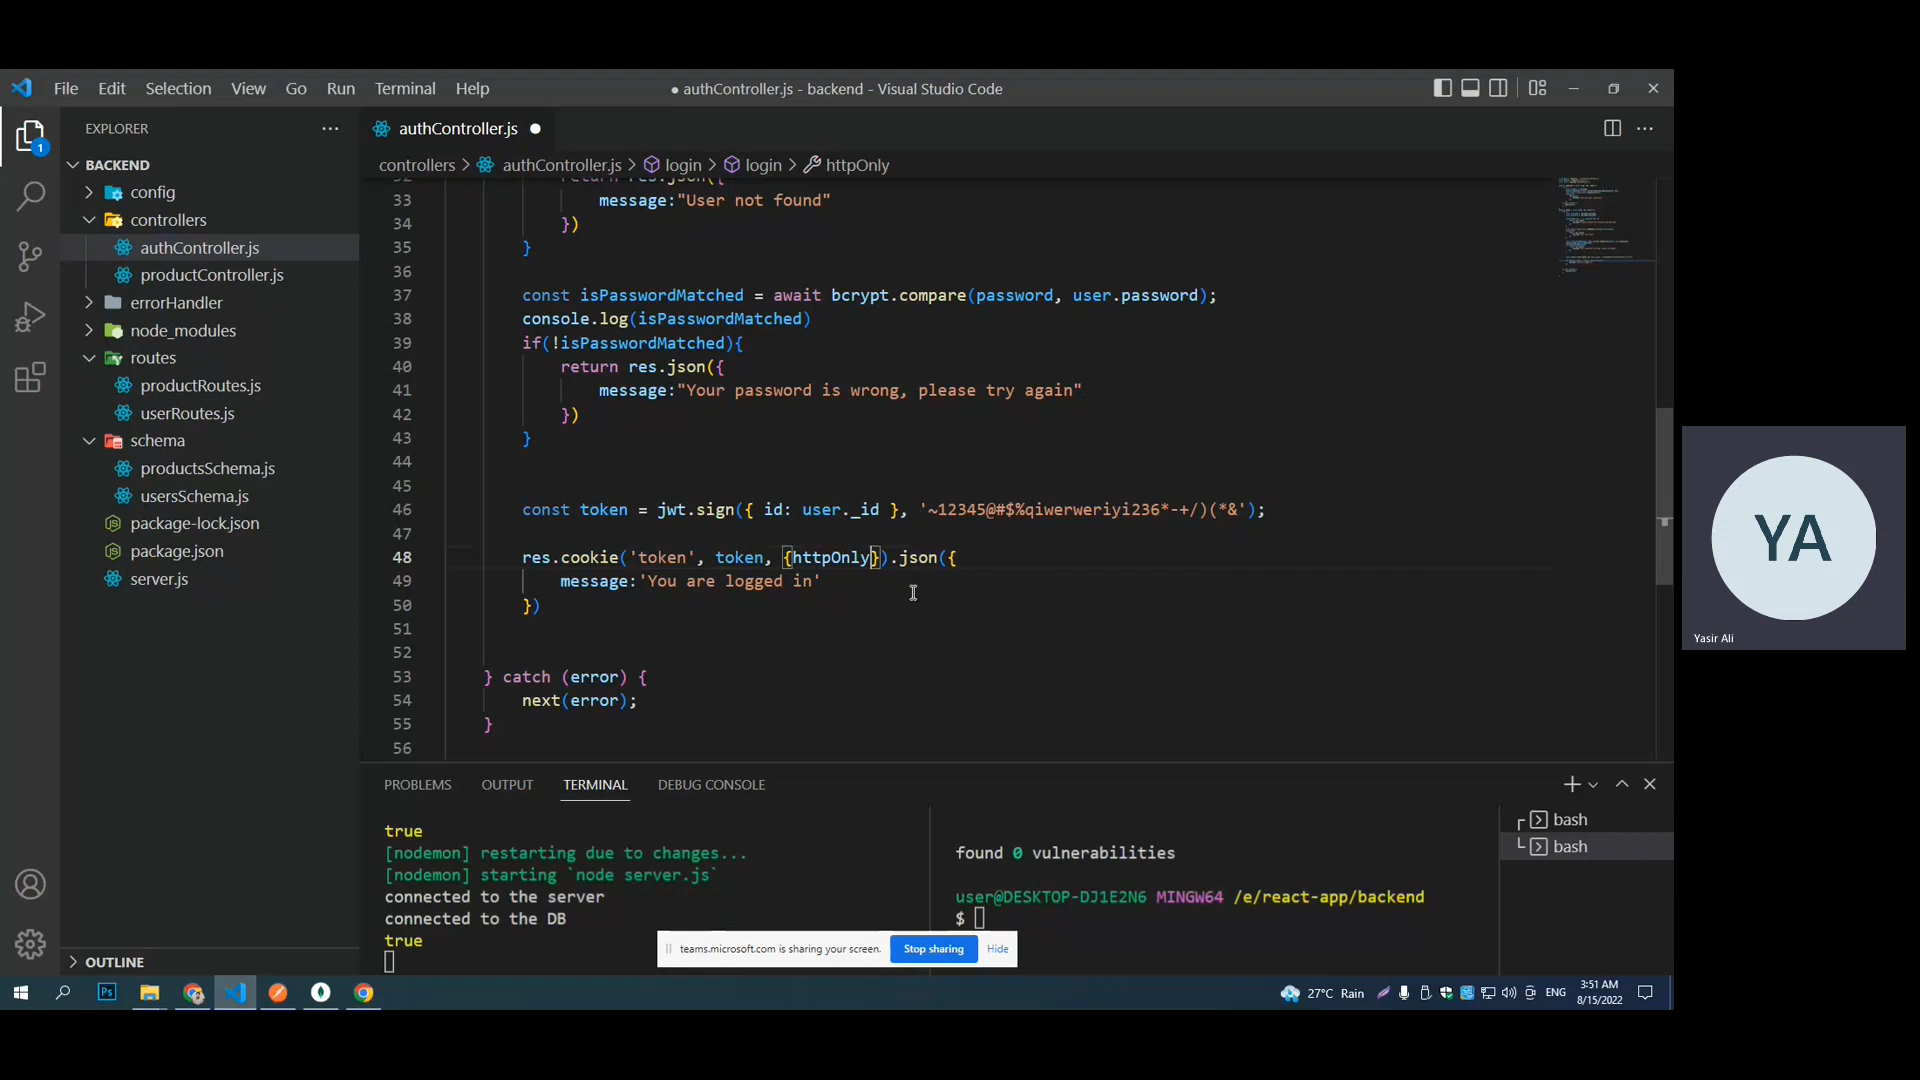 File Edit Selection View Go Run Terminal Help
● authController.js - backend - Visual Studio Code
EXPLORER
1
BACKEND
config
controllers
authController.js
productController.js
errorHandler
node_modules
routes
productRoutes.js
userRoutes.js
schema
productsSchema.js
usersSchema.js
package-lock.json
package.json
server.js
OUTLINE
authController.js
controllers > authController.js > login > login > httpOnly
32 return res.json({
33 message:"User not found"
34 })
35 }
36
37 const isPasswordMatched = await bcrypt.compare(password, user.password);
38 console.log(isPasswordMatched)
39 if(!isPasswordMatched){
40 return res.json({
41 message:"Your password is wrong, please try again"
42 })
43 }
44
45
46 const token = jwt.sign({ id: user._id }, '~12345@#$%qiwerweriyi236*-+/)(*&');
47
48 res.cookie('token', token, {httpOnly}).json({
49 message:'You are logged in'
50 })
51
52
53 } catch (error) {
54 next(error);
55 }
56
PROBLEMS OUTPUT TERMINAL DEBUG CONSOLE
true
[nodemon] restarting due to changes...
[nodemon] starting `node server.js`
connected to the server
connected to the DB
true
found 0 vulnerabilities
user@DESKTOP-DJ1E2N6 MINGW64 /e/react-app/backend
$
bash
bash
teams.microsoft.com is sharing your screen. Stop sharing Hide
Ps
27°C Rain
ENG
3:51 AM
8/15/2022
YA
Yasir Ali